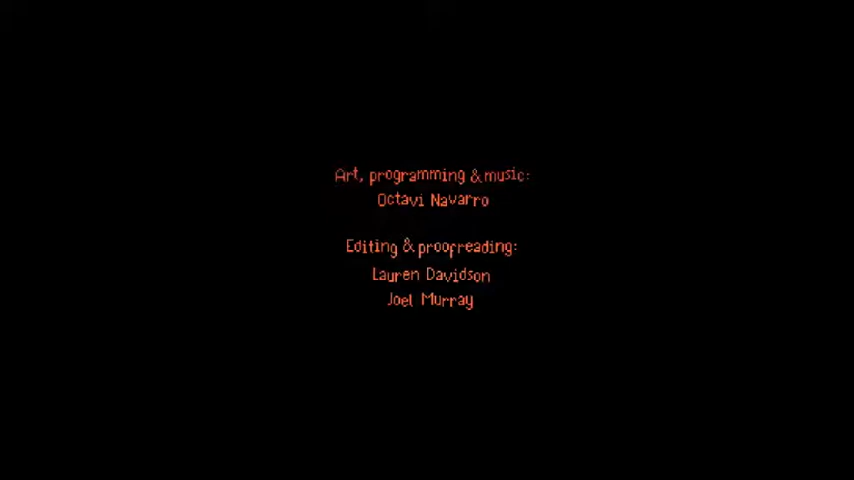 Art, programming & music:
Octavi Navarro
Editing & proofreading:
Lauren Davidson
Joel Murray